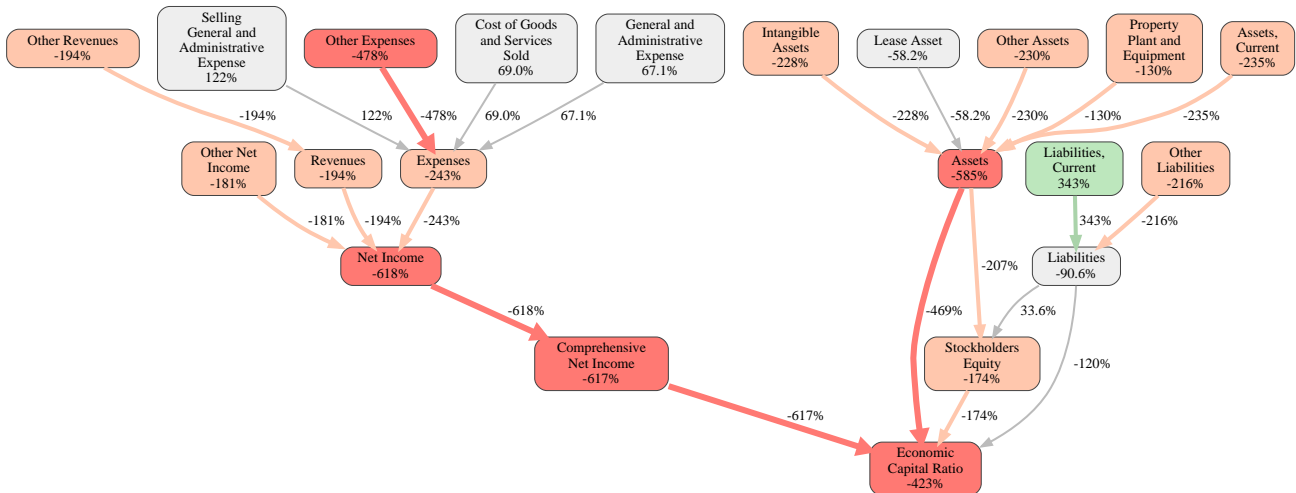 Other Revenues
-194%
Selling
General and
Administrative
Expense
122%
Other Expenses
-478%
Cost of Goods
and Services
Sold
69.0%
General and
Administrative
Expense
67.1%
Intangible
Assets
-228%
Lease Asset
-58.2%
Other Assets
-230%
Property
Plant and
Equipment
-130%
Assets,
Current
-235%
-194%
122%
-478%
69.0%
67.1%
-228%
-58.2%
-230%
-130%
-235%
Other Net
Income
-181%
Revenues
-194%
Expenses
-243%
Assets
-585%
Liabilities,
Current
343%
Other
Liabilities
-216%
-181%
-194%
-243%
343%
-216%
Net Income
-618%
-207%
Liabilities
-90.6%
-618%
-469%
33.6%
Comprehensive
Net Income
-617%
Stockholders
Equity
-174%
-120%
-617%
-174%
Economic
Capital Ratio
-423%